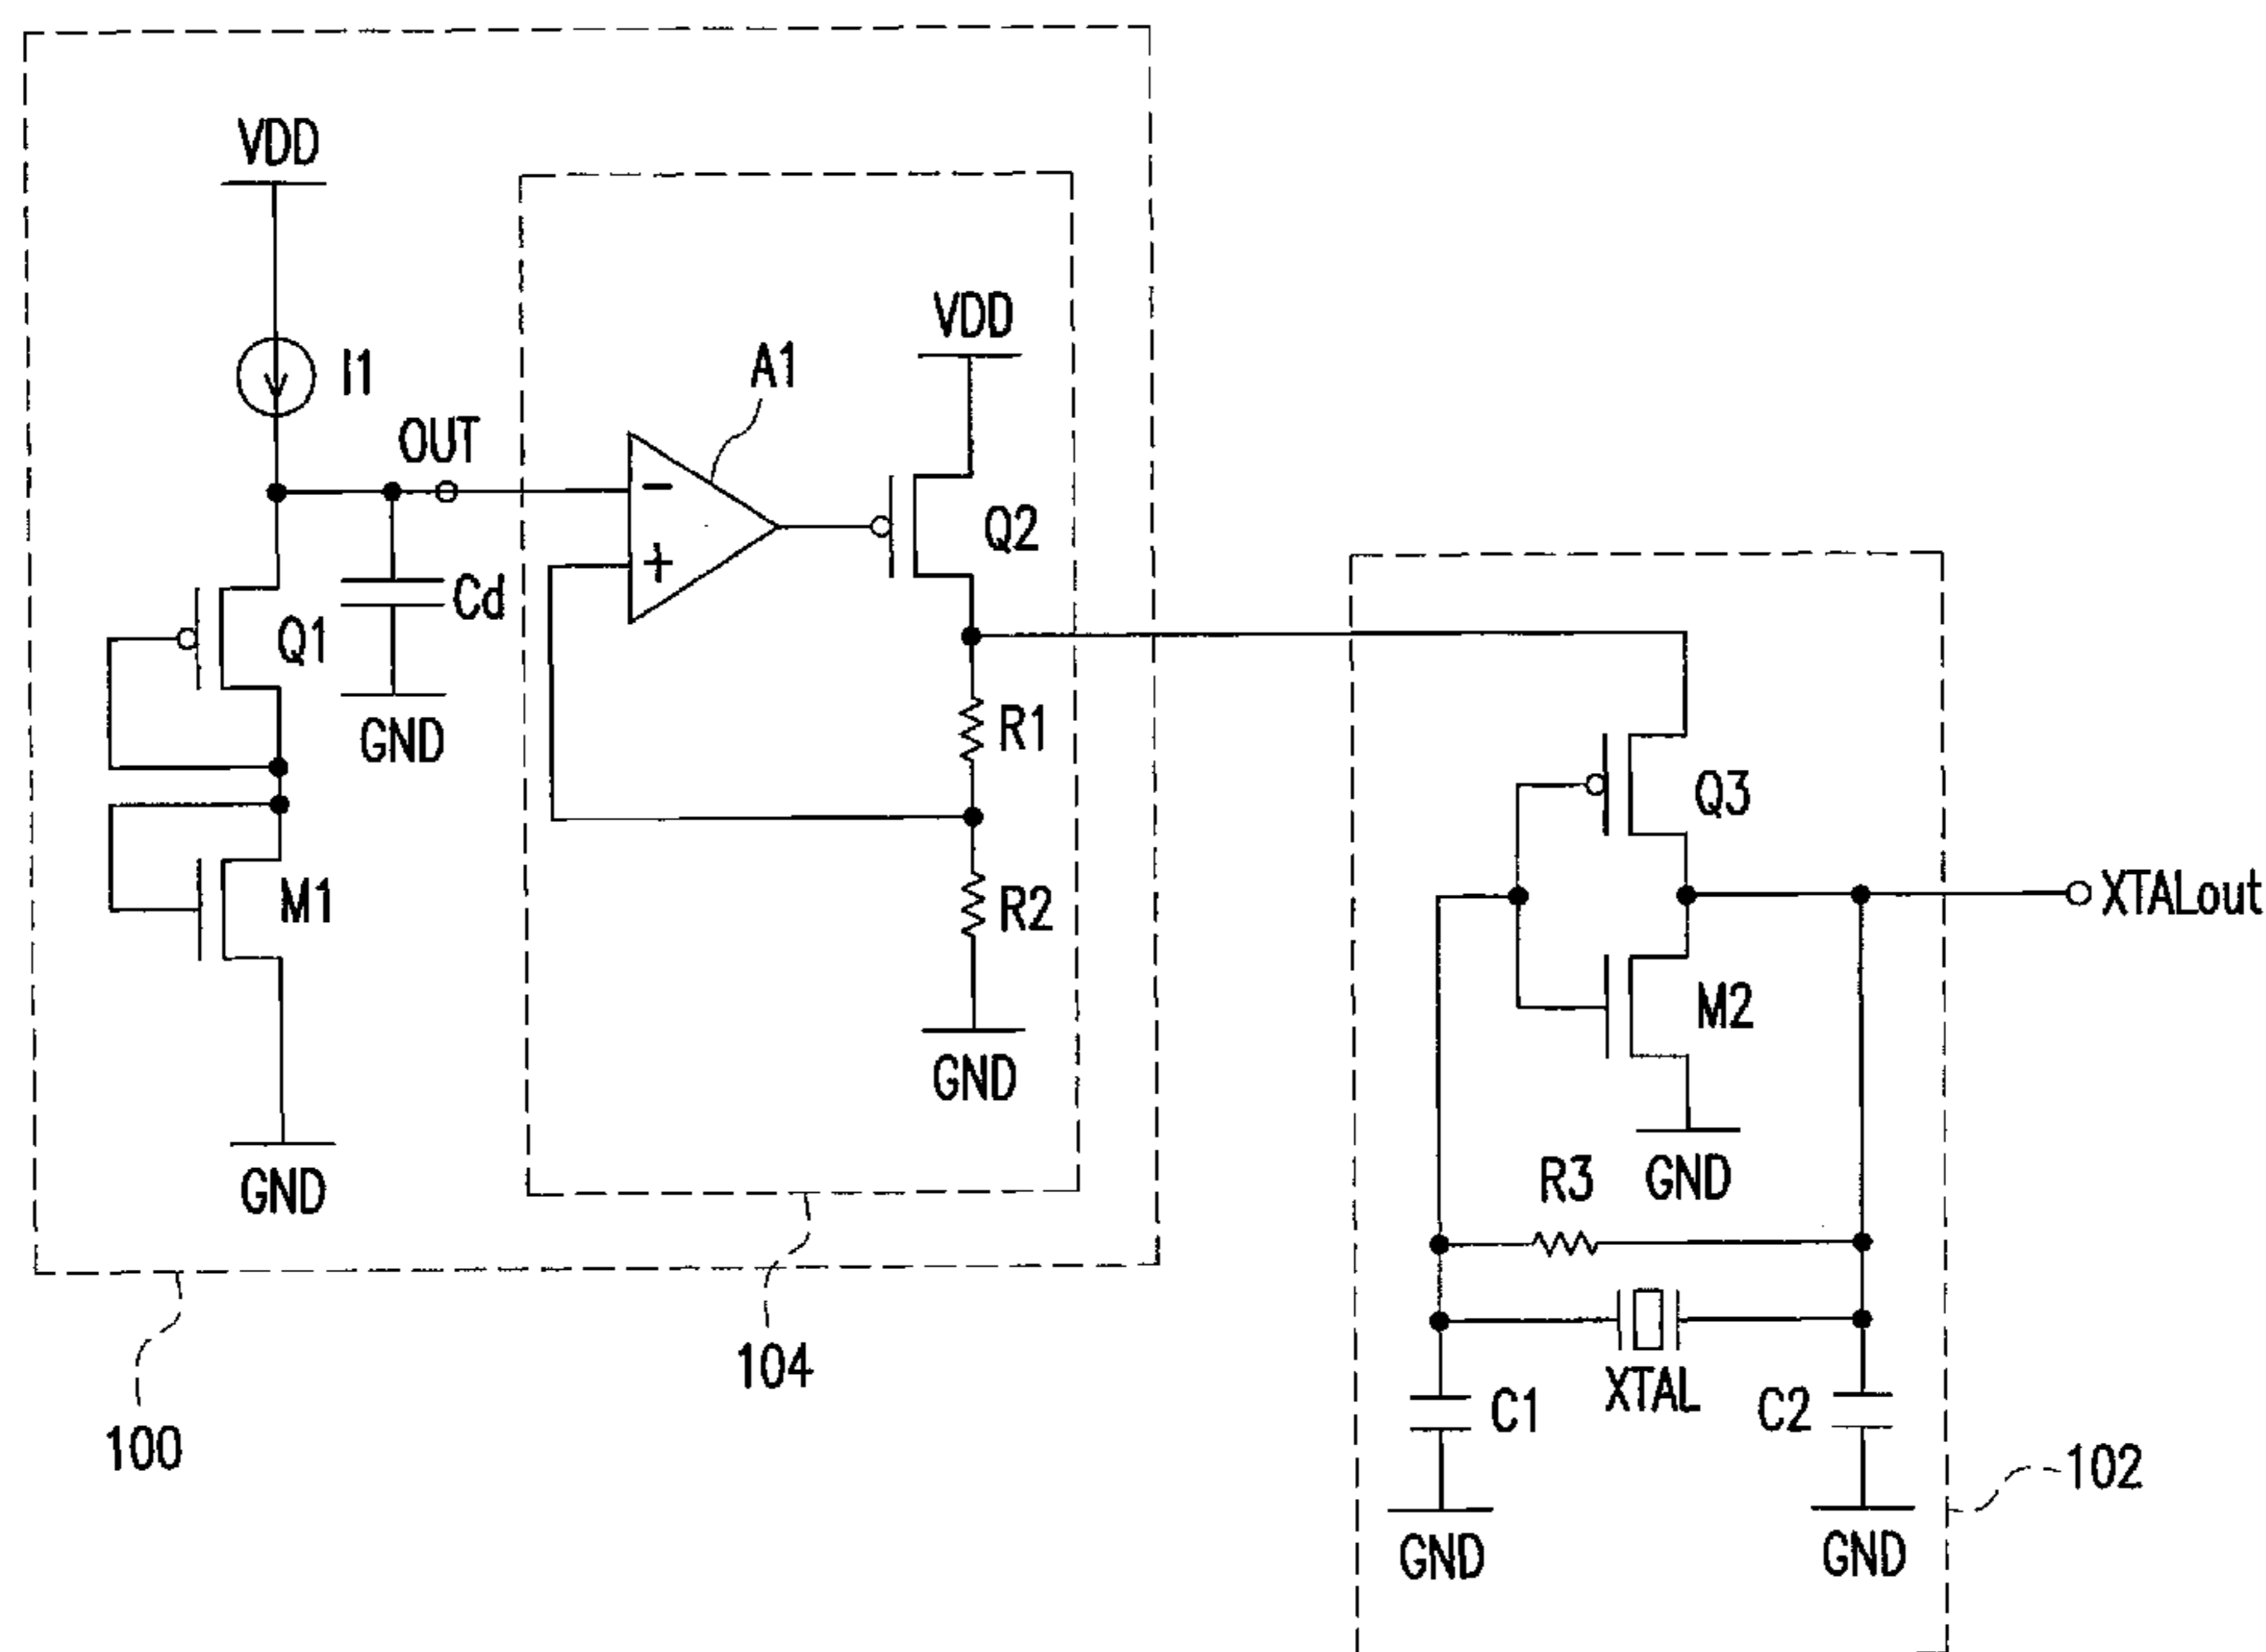 VDD
VDD
I1
A1
OUT
Q2
-
+
Cd
Q1
GND
R1
Q3
M1
R2
XTALout
M2
GND
GND
R3
GND
104
XTAL
C1
C2
100
102
GND
GND